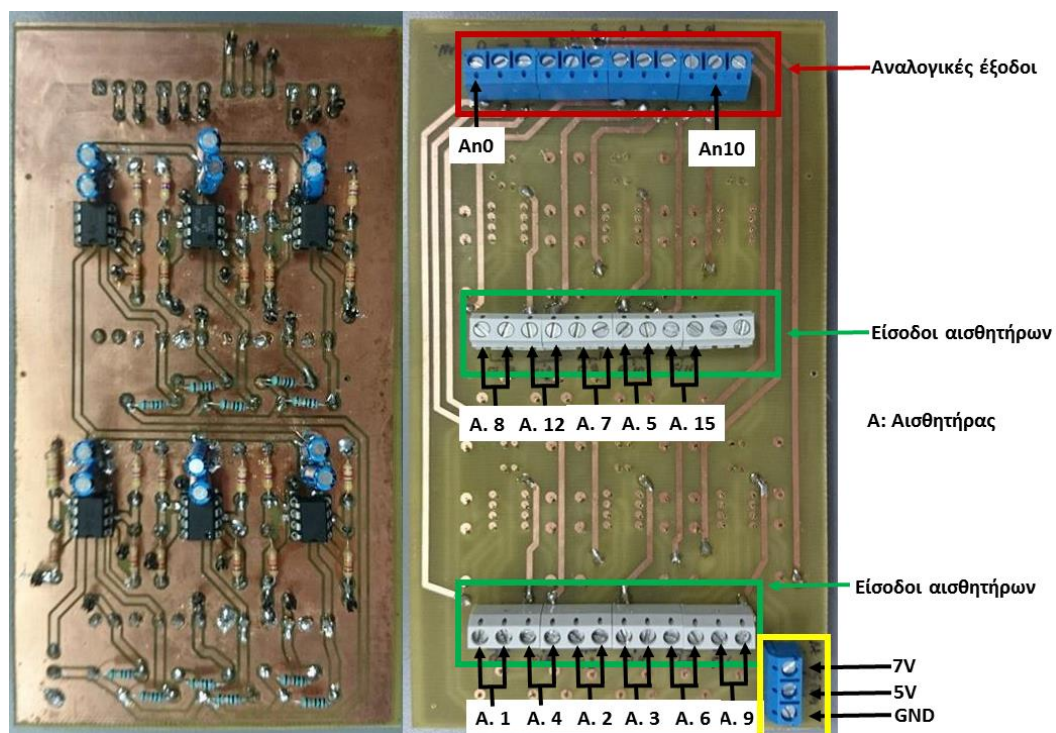 Αναλογικές έξοδοι
An0
An10
Είσοδοι αισθητήρων
A. 8 A. 12 A. 7 A. 5 A. 15
A: Αισθητήρας
Είσοδοι αισθητήρων
7V
5V
GND
A. 1 A. 4 A. 2 A. 3 A. 6 A. 9